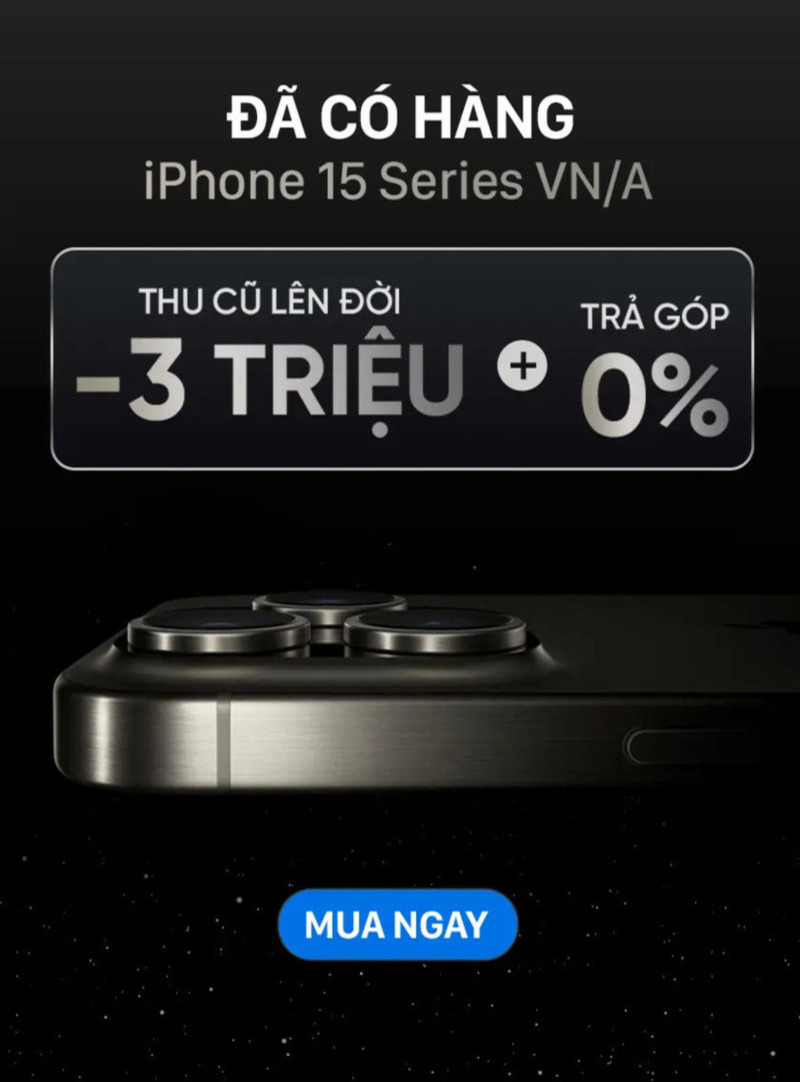 ĐÃ CÓ HÀNG
iPhone 15 Series VN/A
THU CŨ LÊN ĐỜI
-3 TRIỆU
+
TRẢ GÓP
0%
MUA NGAY